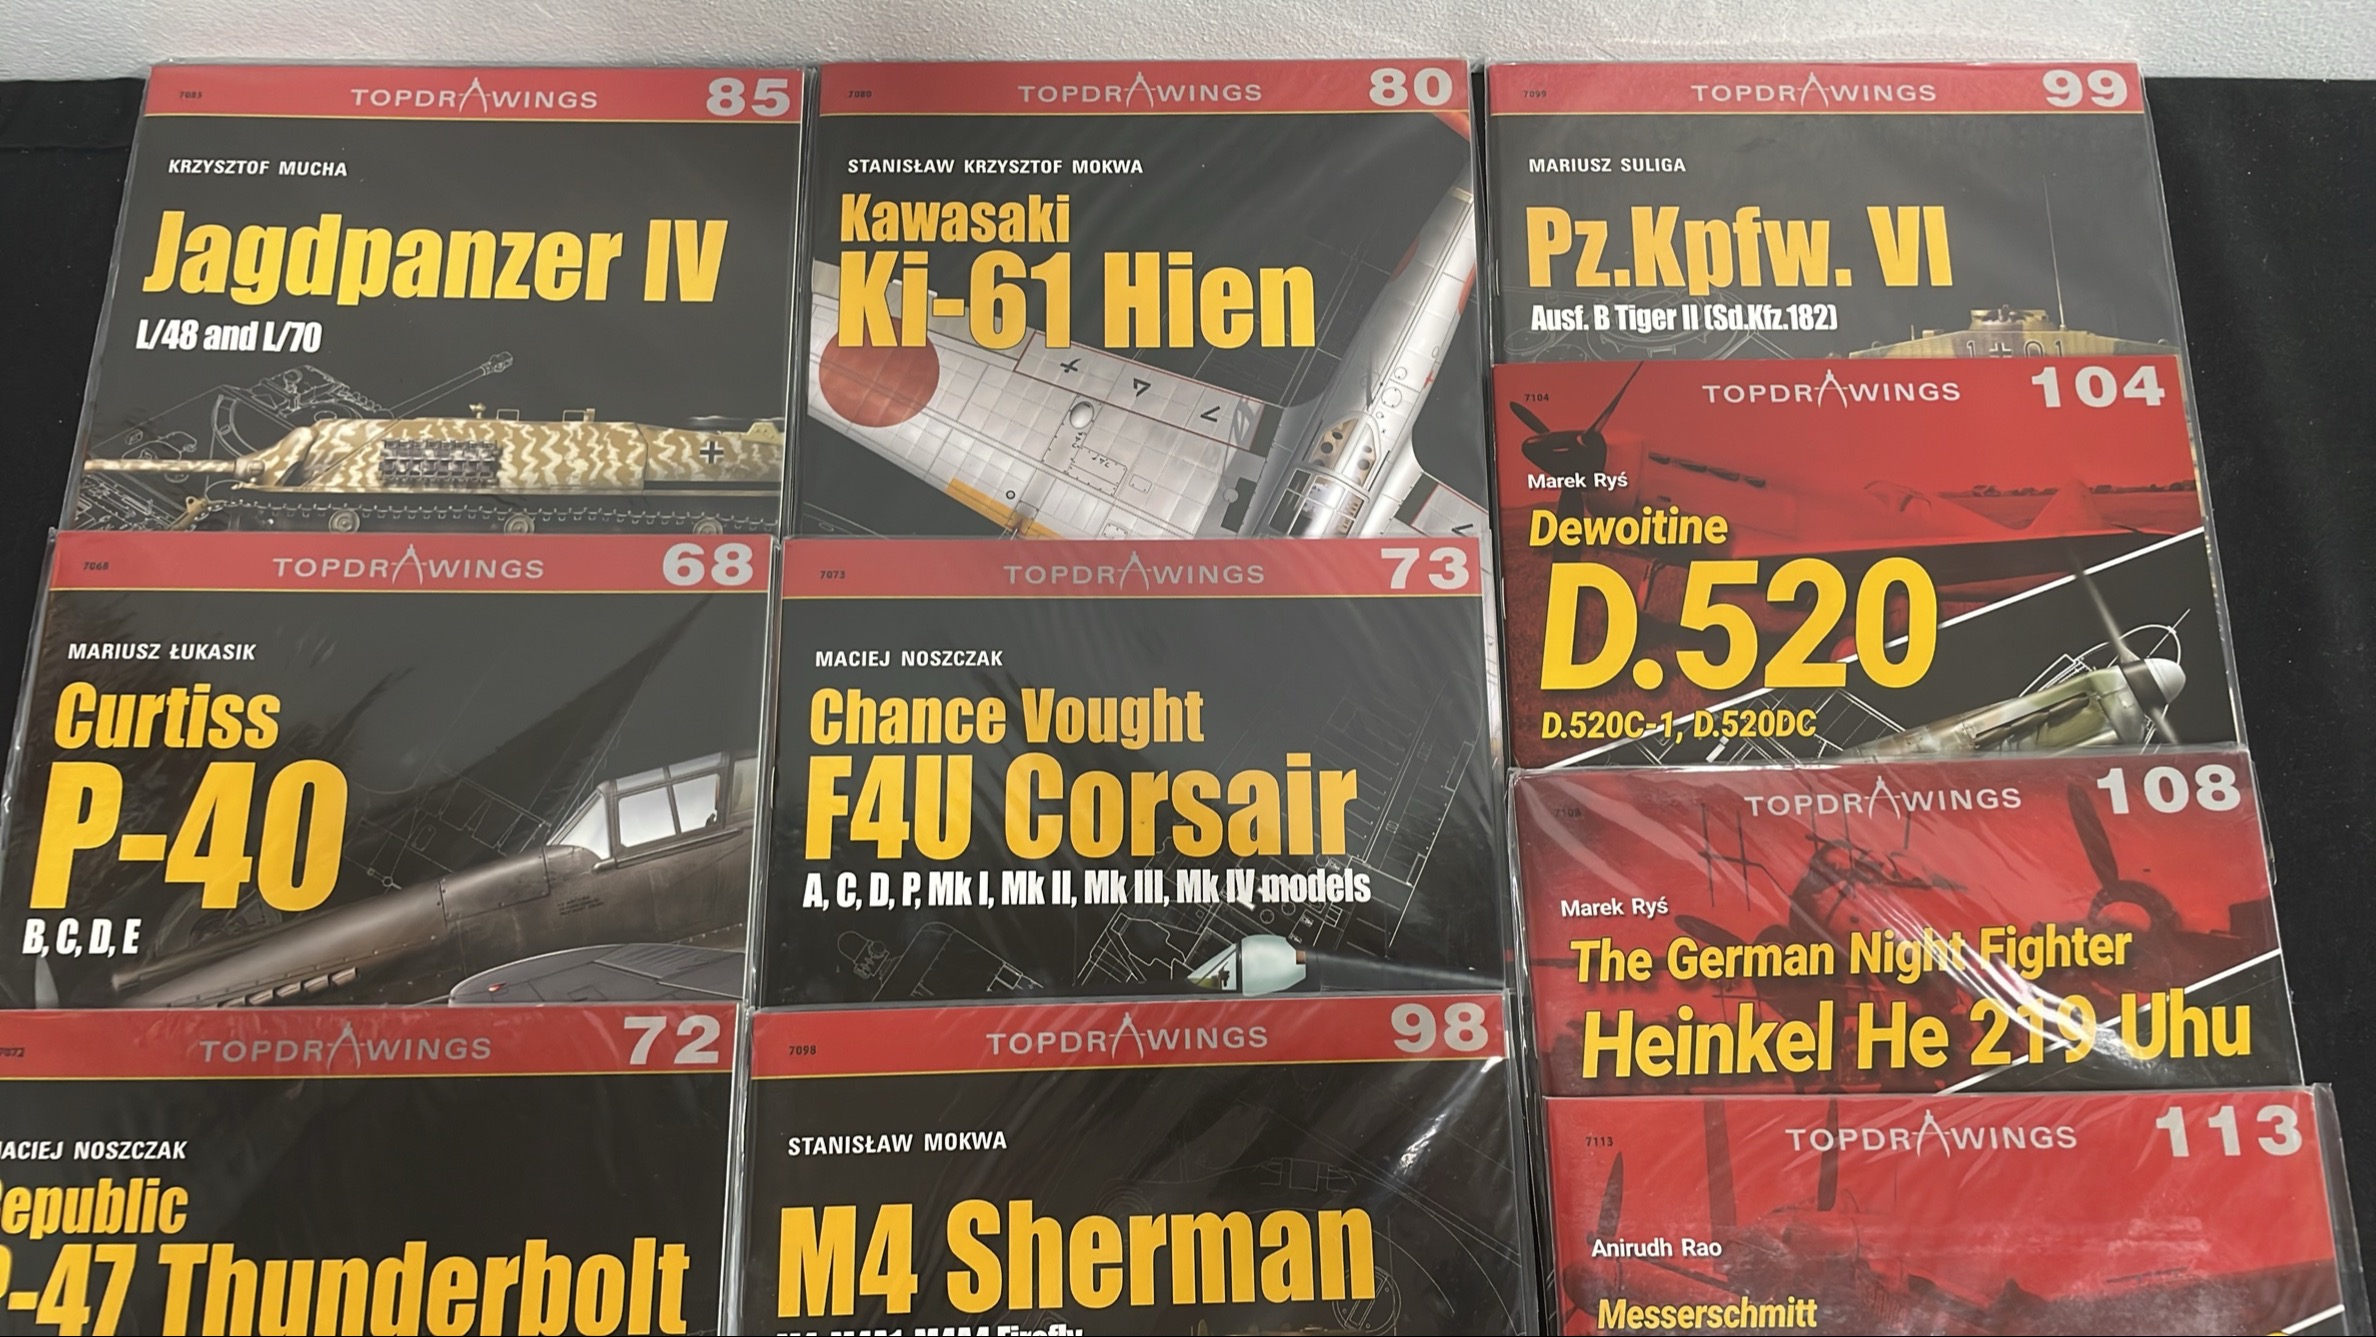 7085 TOPDRAWINGS 85
KRZYSZTOF MUCHA
Jagdpanzer IV
L/48 and L/70
7080 TOPDRAWINGS 80
STANISŁAW KRZYSZTOF MOKWA
Kawasaki
Ki-61 Hien
7099 TOPDRAWINGS 99
MARIUSZ SULIGA
Pz.Kpfw. VI
Ausf. B Tiger II (Sd.Kfz.182)
7104 TOPDRAWINGS 104
Marek Ryś
Dewoitine
D.520
D.520C-1, D.520DC
7068 TOPDRAWINGS 68
MARIUSZ ŁUKASIK
Curtiss
P-40
B, C, D, E
7073 TOPDRAWINGS 73
MACIEJ NOSZCZAK
Chance Vought
F4U Corsair
A, C, D, P, Mk I, Mk II, Mk III, Mk IV models
7108 TOPDRAWINGS 108
Marek Ryś
The German Night Fighter
Heinkel He 219 Uhu
7072 TOPDRAWINGS 72
MACIEJ NOSZCZAK
Republic
P-47 Thunderbolt
7098 TOPDRAWINGS 98
STANISŁAW MOKWA
M4 Sherman
7113 TOPDRAWINGS 113
Anirudh Rao
Messerschmitt